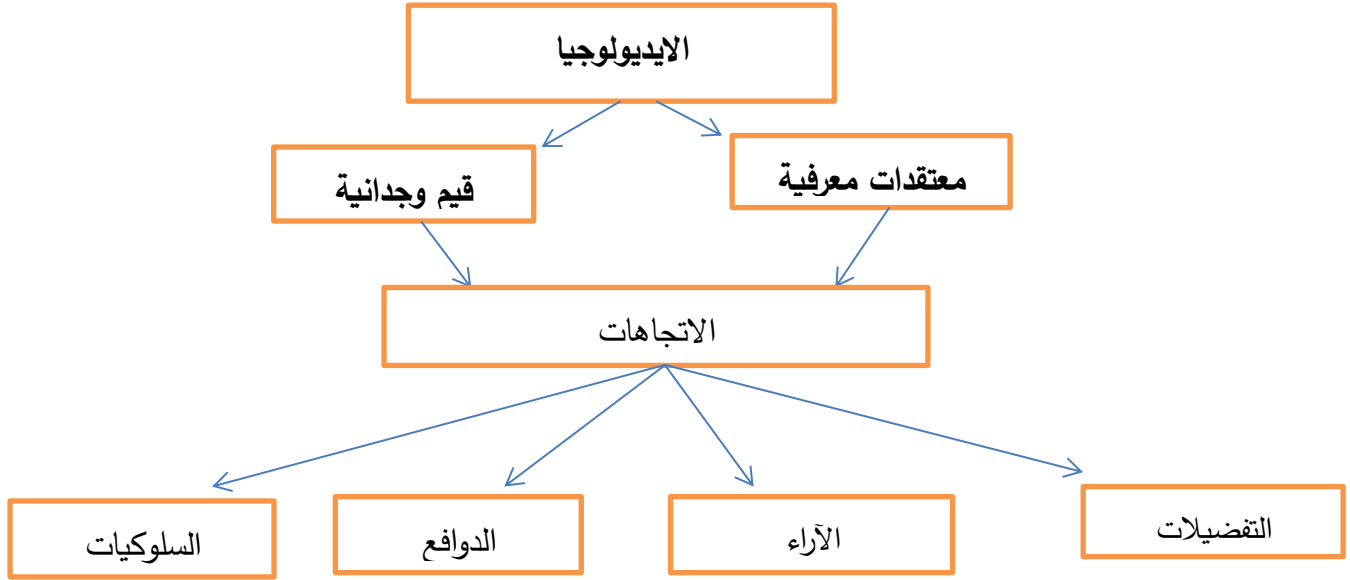 الايديولوجيا
معتقدات معرفية
قيم وجدانية
الاتجاهات
التفضيلات
الآراء
الدوافع
السلوكيات